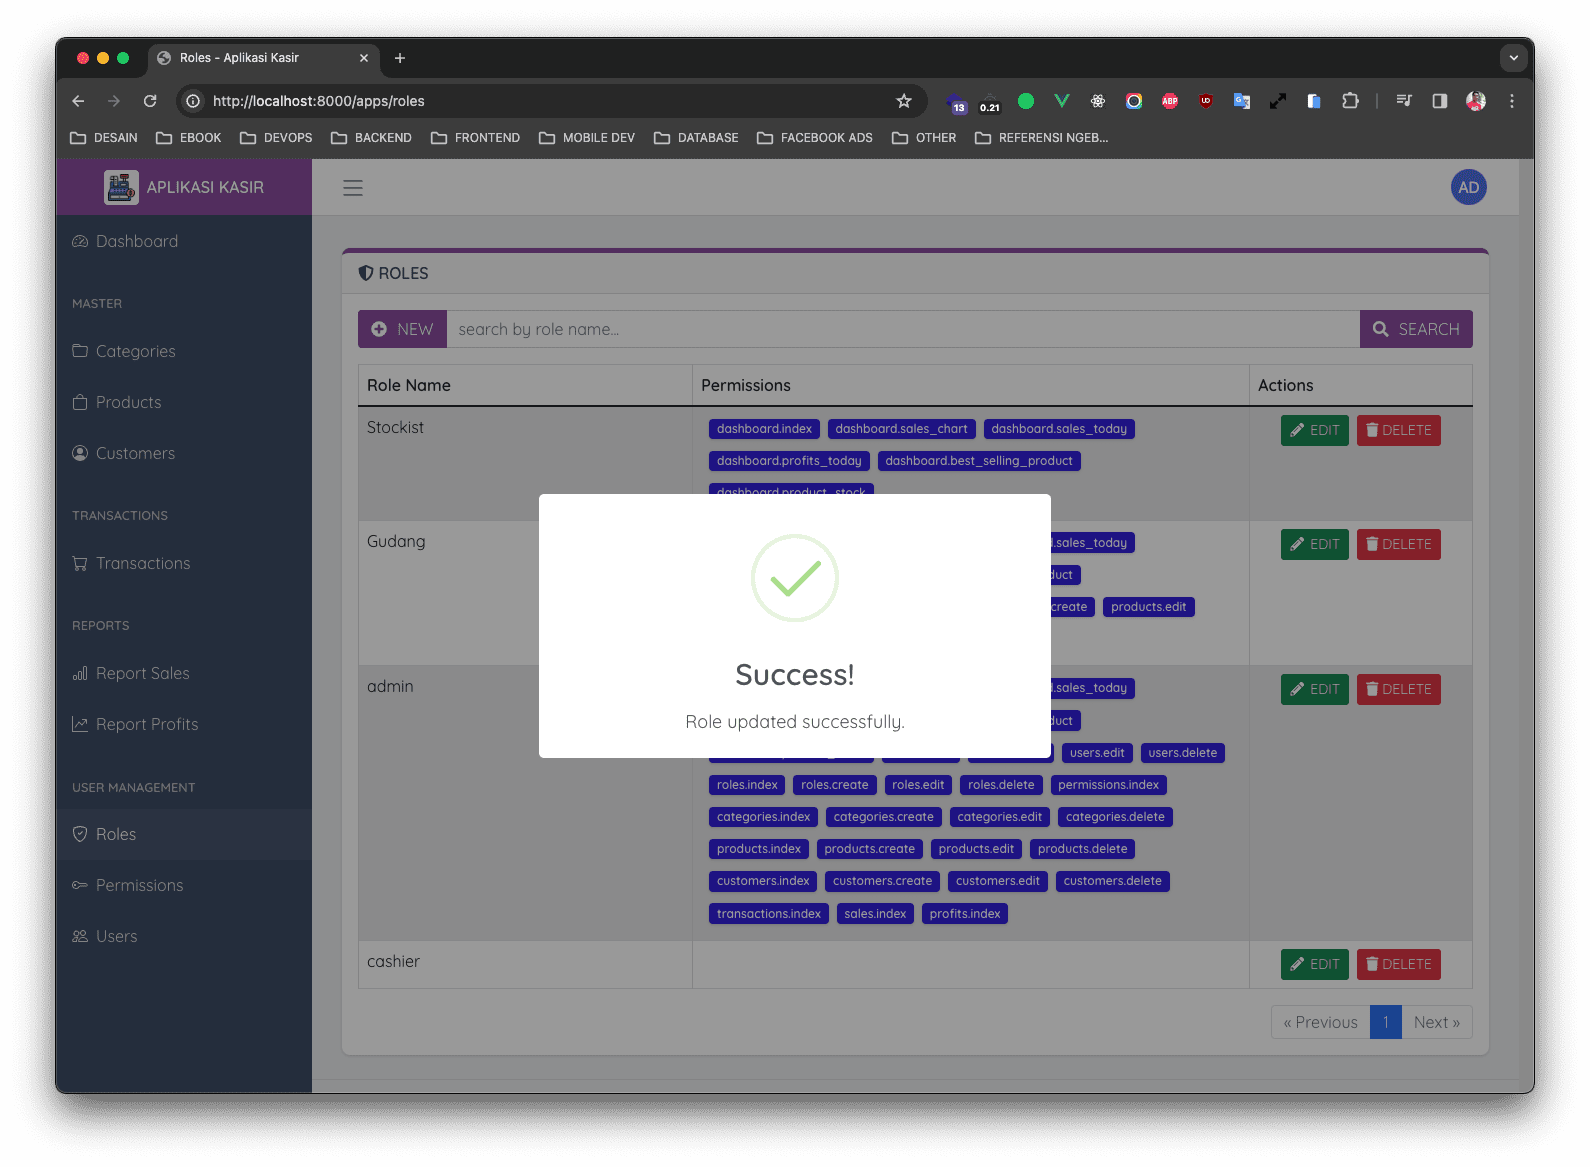 Roles - Aplikasi Kasir
http://localhost:8000/apps/roles
13
0.21
ABP
DESAIN EBOOK DEVOPS BACKEND FRONTEND MOBILE DEV DATABASE FACEBOOK ADS OTHER REFERENSI NGEB...
APLIKASI KASIR
AD
Dashboard
MASTER
Categories
Products
Customers
TRANSACTIONS
Transactions
REPORTS
Report Sales
Report Profits
USER MANAGEMENT
Roles
Permissions
Users
ROLES
NEW search by role name... SEARCH
Role Name Permissions Actions
Stockist dashboard.index dashboard.sales_chart dashboard.sales_today EDIT DELETE
dashboard.profits_today dashboard.best_selling_product
dashboard.product_stock
Gudang .sales_today EDIT DELETE
duct
create products.edit
admin .sales_today EDIT DELETE
duct
users.edit users.delete
roles.index roles.create roles.edit roles.delete permissions.index
categories.index categories.create categories.edit categories.delete
products.index products.create products.edit products.delete
customers.index customers.create customers.edit customers.delete
transactions.index sales.index profits.index
cashier EDIT DELETE
« Previous 1 Next »
Success!
Role updated successfully.